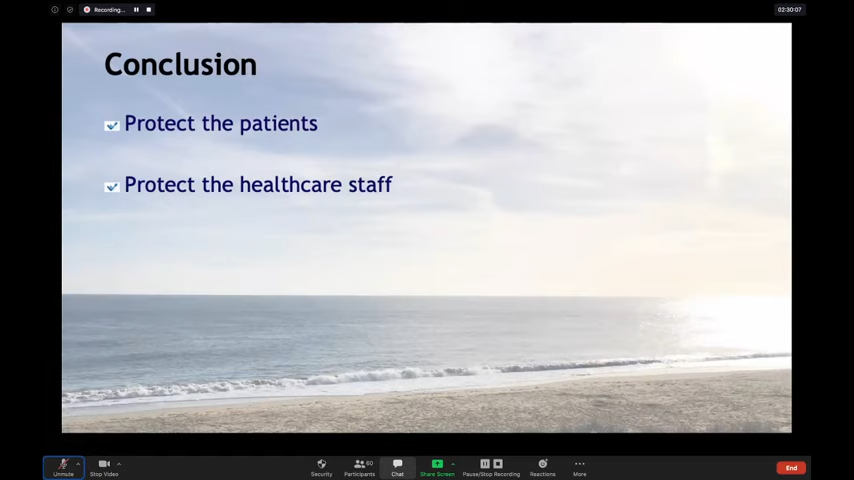 Recording...
02:30:07
Conclusion
Protect the patients
Protect the healthcare staff
Unmute
Stop Video
Security
60
Participants
Chat
Share Screen
Pause/Stop Recording
Reactions
More
End